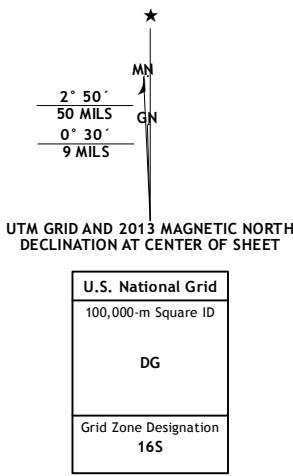 ★
MN
2° 50´
50 MILS
GN
0° 30´
9 MILS
UTM GRID AND 2013 MAGNETIC NORTH
DECLINATION AT CENTER OF SHEET
U.S. National Grid
100,000-m Square ID
DG
Grid Zone Designation
16S